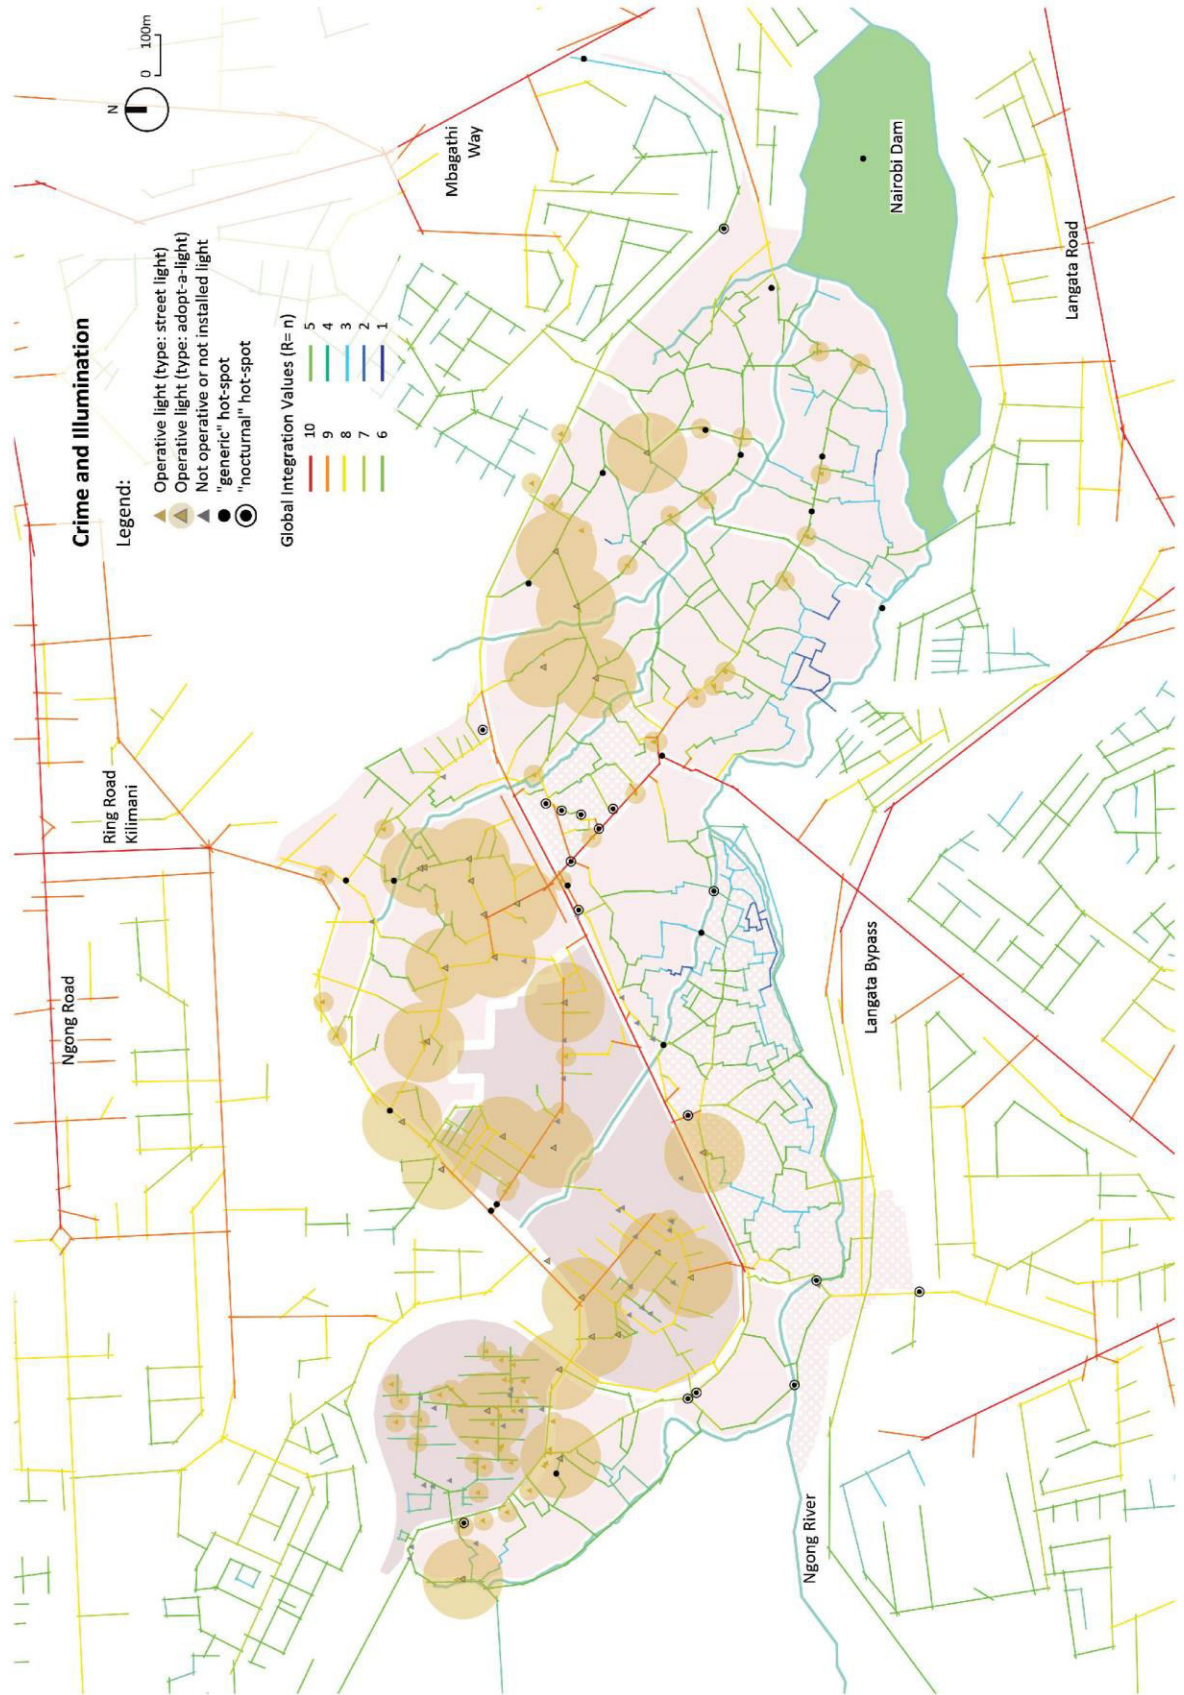 Crime and Illumination
Legend:
Operative light (type: street light)
Operative light (type: adopt-a-light)
Not operative or not installed light
"generic" hot-spot
"nocturnal" hot-spot
Global Integration Values (R= n)
10 5
9 4
8 3
7 2
6 1
N
0 100m
Ngong Road
Ring Road
Kilimani
Mbagathi
Way
Nairobi Dam
Langata Road
Langata Bypass
Ngong River